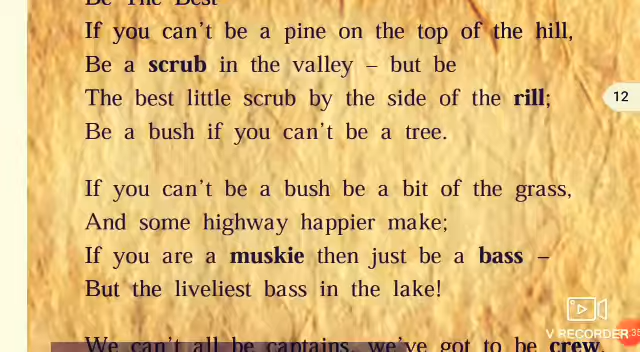 Be The Best
If you can't be a pine on the top of the hill,
Be a scrub in the valley – but be
The best little scrub by the side of the rill;
Be a bush if you can't be a tree.
If you can't be a bush be a bit of the grass,
And some highway happier make;
If you are a muskie then just be a bass –
But the liveliest bass in the lake!
We can't all be captains, we've got to be crew,
12
V RECORDER